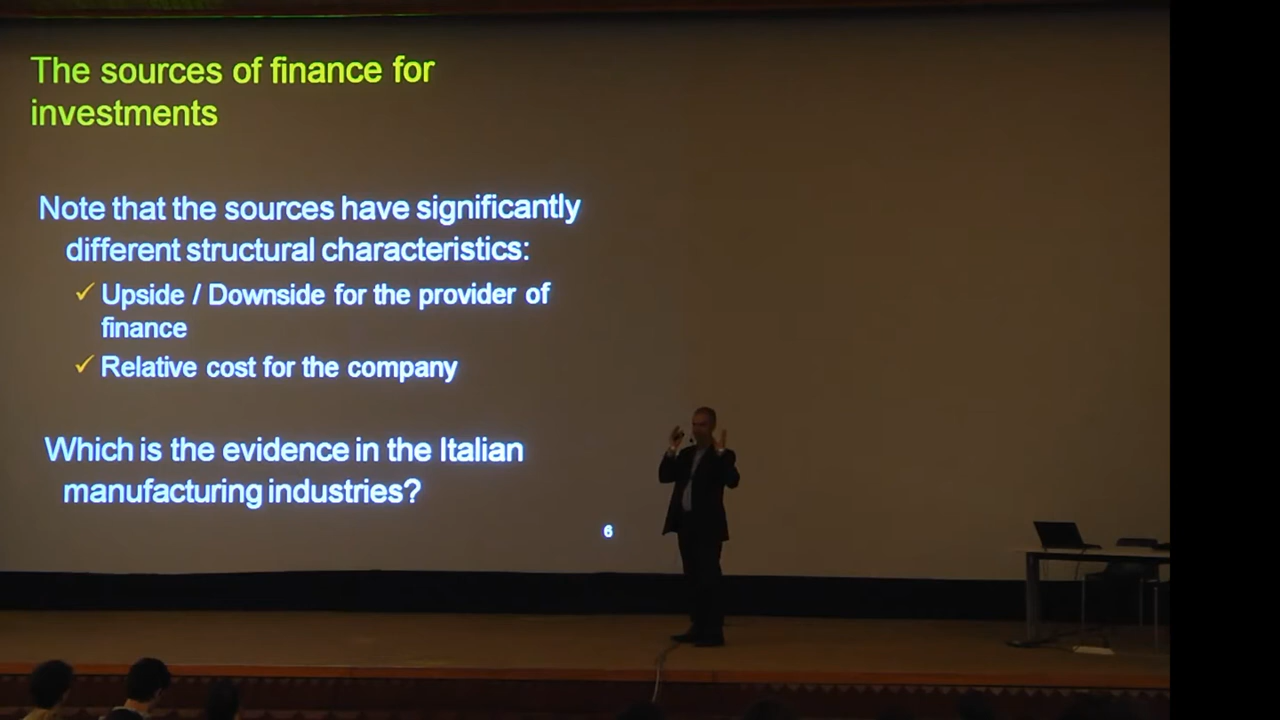 The sources of finance for
investments
Note that the sources have significantly
different structural characteristics:
Upside / Downside for the provider of
finance
Relative cost for the company
Which is the evidence in the Italian
manufacturing industries?
6